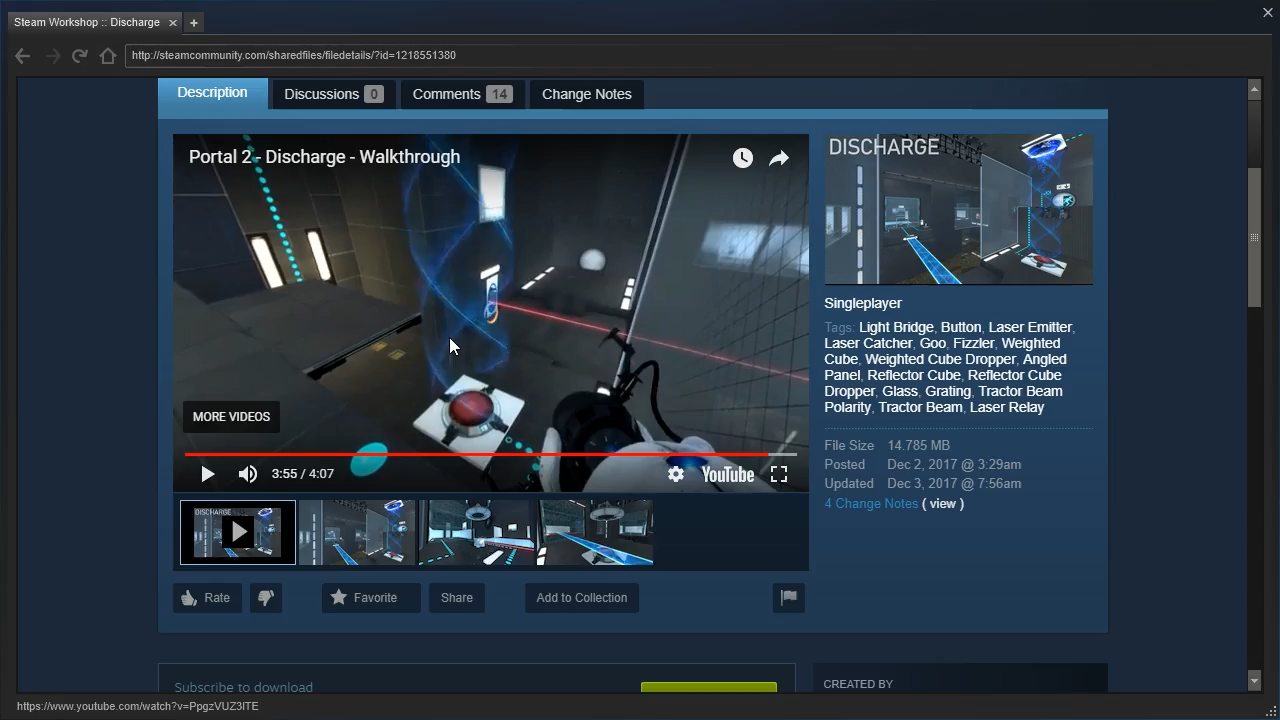 Steam Workshop :: Discharge
http://steamcommunity.com/sharedfiles/filedetails/?id=1218551380
Description
Discussions 0
Comments 14
Change Notes
Portal 2 - Discharge - Walkthrough
MORE VIDEOS
3:55 / 4:07
YouTube
DISCHARGE
Rate
Favorite
Share
Add to Collection
DISCHARGE
Singleplayer
Tags: Light Bridge, Button, Laser Emitter,
Laser Catcher, Goo, Fizzler, Weighted
Cube, Weighted Cube Dropper, Angled
Panel, Reflector Cube, Reflector Cube
Dropper, Glass, Grating, Tractor Beam
Polarity, Tractor Beam, Laser Relay
File Size 14.785 MB
Posted Dec 2, 2017 @ 3:29am
Updated Dec 3, 2017 @ 7:56am
4 Change Notes ( view )
Subscribe to download
CREATED BY
https://www.youtube.com/watch?v=PpgzVUZ3lTE